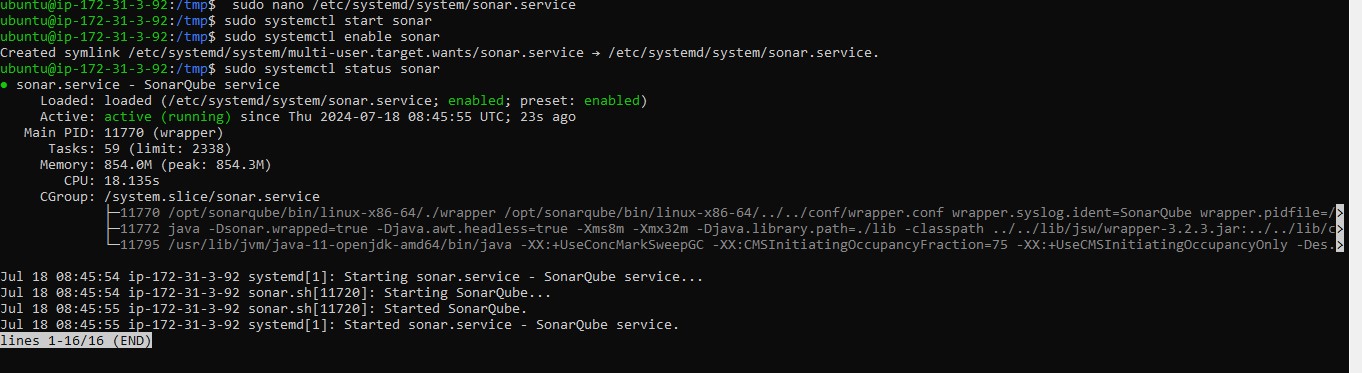 ubuntu@ip-172-31-3-92:/tmp$  sudo nano /etc/systemd/system/sonar.service
ubuntu@ip-172-31-3-92:/tmp$ sudo systemctl start sonar
ubuntu@ip-172-31-3-92:/tmp$ sudo systemctl enable sonar
Created symlink /etc/systemd/system/multi-user.target.wants/sonar.service → /etc/systemd/system/sonar.service.
ubuntu@ip-172-31-3-92:/tmp$ sudo systemctl status sonar
● sonar.service - SonarQube service
     Loaded: loaded (/etc/systemd/system/sonar.service; enabled; preset: enabled)
     Active: active (running) since Thu 2024-07-18 08:45:55 UTC; 23s ago
   Main PID: 11770 (wrapper)
      Tasks: 59 (limit: 2338)
     Memory: 854.0M (peak: 854.3M)
        CPU: 18.135s
     CGroup: /system.slice/sonar.service
             ├─11770 /opt/sonarqube/bin/linux-x86-64/./wrapper /opt/sonarqube/bin/linux-x86-64/../../conf/wrapper.conf wrapper.syslog.ident=SonarQube wrapper.pidfile=/>
             ├─11772 java -Dsonar.wrapped=true -Djava.awt.headless=true -Xms8m -Xmx32m -Djava.library.path=./lib -classpath ../../lib/jsw/wrapper-3.2.3.jar:../../lib/c>
             └─11795 /usr/lib/jvm/java-11-openjdk-amd64/bin/java -XX:+UseConcMarkSweepGC -XX:CMSInitiatingOccupancyFraction=75 -XX:+UseCMSInitiatingOccupancyOnly -Des.>

Jul 18 08:45:54 ip-172-31-3-92 systemd[1]: Starting sonar.service - SonarQube service...
Jul 18 08:45:54 ip-172-31-3-92 sonar.sh[11720]: Starting SonarQube...
Jul 18 08:45:55 ip-172-31-3-92 sonar.sh[11720]: Started SonarQube.
Jul 18 08:45:55 ip-172-31-3-92 systemd[1]: Started sonar.service - SonarQube service.
lines 1-16/16 (END)